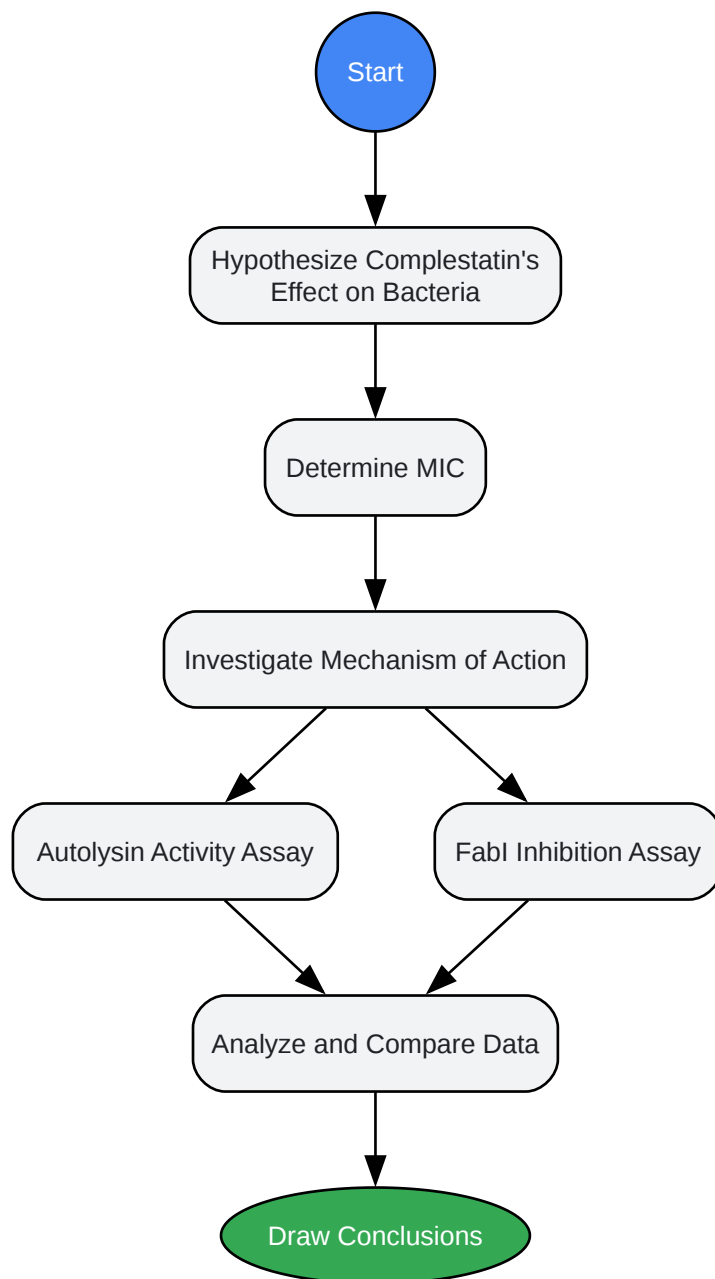 Start
Hypothesize Complestatin's
Effect on Bacteria
Determine MIC
Investigate Mechanism of Action
Autolysin Activity Assay
FabI Inhibition Assay
Analyze and Compare Data
Draw Conclusions